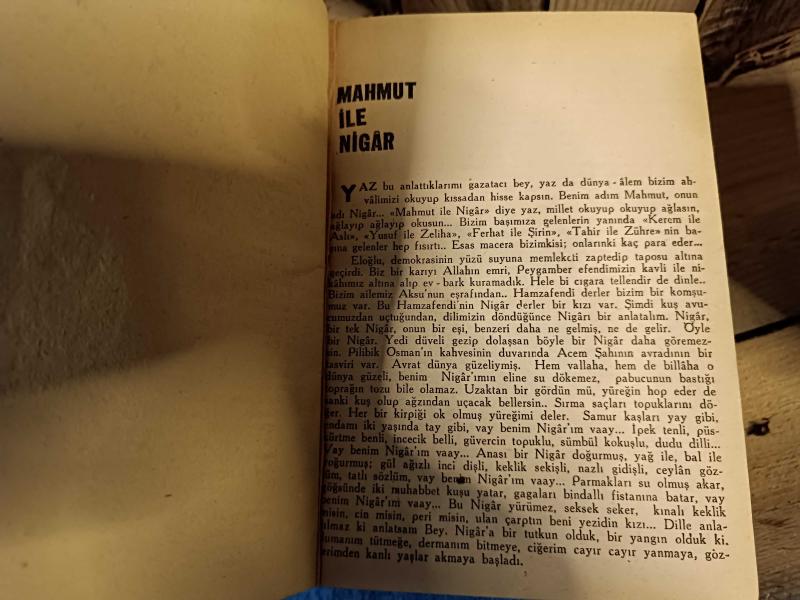 MAHMUT
İLE
NİGÂR
YAZ bu anlattıklarımı gazatacı bey, yaz da dünya - âlem bizim ah-
vâlimizi okuyup kıssadan hisse kapsın. Benim adım Mahmut, onun
adı Nigâr... «Mahmut ile Nigâr» diye yaz, millet okuyup okuyup ağlasın,
ağlayıp ağlayıp okusun... Bizim başımıza gelenlerin yanında «Kerem ile
Aslı», «Yusuf ile Zeliha», «Ferhat ile Şirin», «Tahir ile Zühre» nin ba-
şına gelenler hep fısırtı.. Esas macera bizimkisi; onlarınki kaç para eder...
Eloğlu, demokrasinin yüzü suyuna memleketi zaptedip taposu altına
geçirdi. Biz bir karıyı Allahın emri, Peygamber efendimizin kavli ile ni-
kâhımız altına alıp ev - bark kuramadık. Hele bi cıgara tellendir de dinle..
Bizim ailemiz Aksu'nun eşrafından.. Hamzafendi derler bizim bir komşu-
muz var. Bu Hamzafendi'nin Nigâr derler bir kızı var. Şimdi kuş avu-
cumuzdan uçtuğundan, dilimizin döndüğünce Nigârı bir anlatalım. Nigâr,
bir tek Nigâr, onun bir eşi, benzeri daha ne gelmiş, ne de gelir. Öyle
bir Nigâr. Yedi düveli gezip dolaşsan böyle bir Nigâr daha göremez-
sin. Pilibik Osman'ın kahvesinin duvarında Acem Şahının avradının bir
tasviri var. Avrat dünya güzeliymiş. Hem vallaha, hem de billâha o
dünya güzeli, benim Nigâr'ımın eline su dökemez, pabucunun bastığı
toprağın tozu bile olamaz. Uzaktan bir gördün mü, yüreğin hop eder de
sanki kuş olup ağzından uçacak bellersin.. Sırma saçları topuklarını dö-
ğer. Her bir kirpiği ok olmuş yüreğimi deler. Samur kaşları yay gibi,
endamı iki yaşında tay gibi, vay benim Nigâr'ım vaay... İpek tenli, püs-
kürtme benli, incecik belli, güvercin topuklu, sümbül kokuşlu, dudu dilli...
Vay benim Nigâr'ım vaay... Anası bir Nigâr doğurmuş, yağ ile, bal ile
yoğurmuş; gül ağızlı inci dişli, keklik sekişli, nazlı gidişli, ceylân göz-
lüm, tatlı sözlüm, vay benim Nigâr'ım vaay... Parmakları su olmuş akar,
göğsünde iki muhabbet kuşu yatar, gagaları bindallı fistanına batar, vay
benim Nigâr'ım vaay... Bu Nigâr yürümez, seksek seker, kınalı keklik
misin, cin misin, peri misin, ulan çarptın beni yezidin kızı... Dille anla-
tılmaz ki anlatsam Bey. Nigâr'a bir tutkun olduk, bir yangın olduk ki.
Dumanım tütmeğe, dermanım bitmeye, ciğerim cayır cayır yanmaya, göz-
lerimden kanlı yaşlar akmaya başladı.